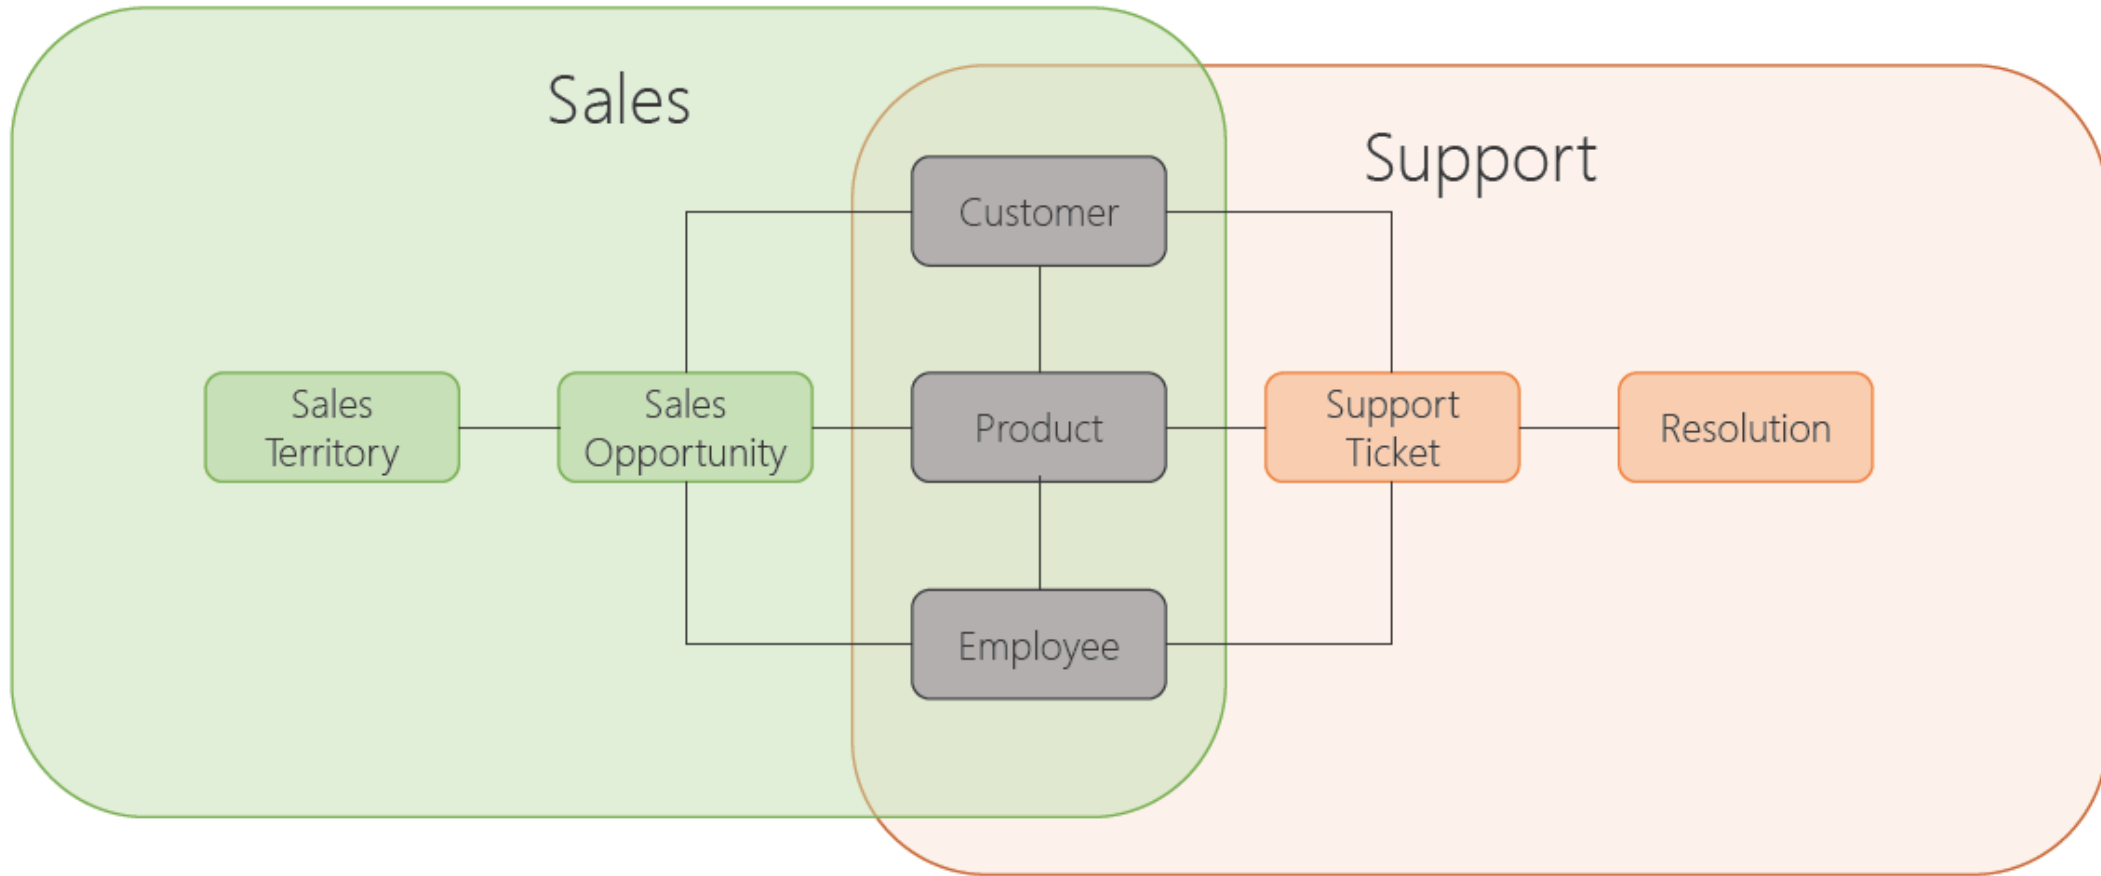 Sales
Support
Customer
Sales
Territory
Sales
Opportunity
Product
Support
Ticket
Resolution
Employee